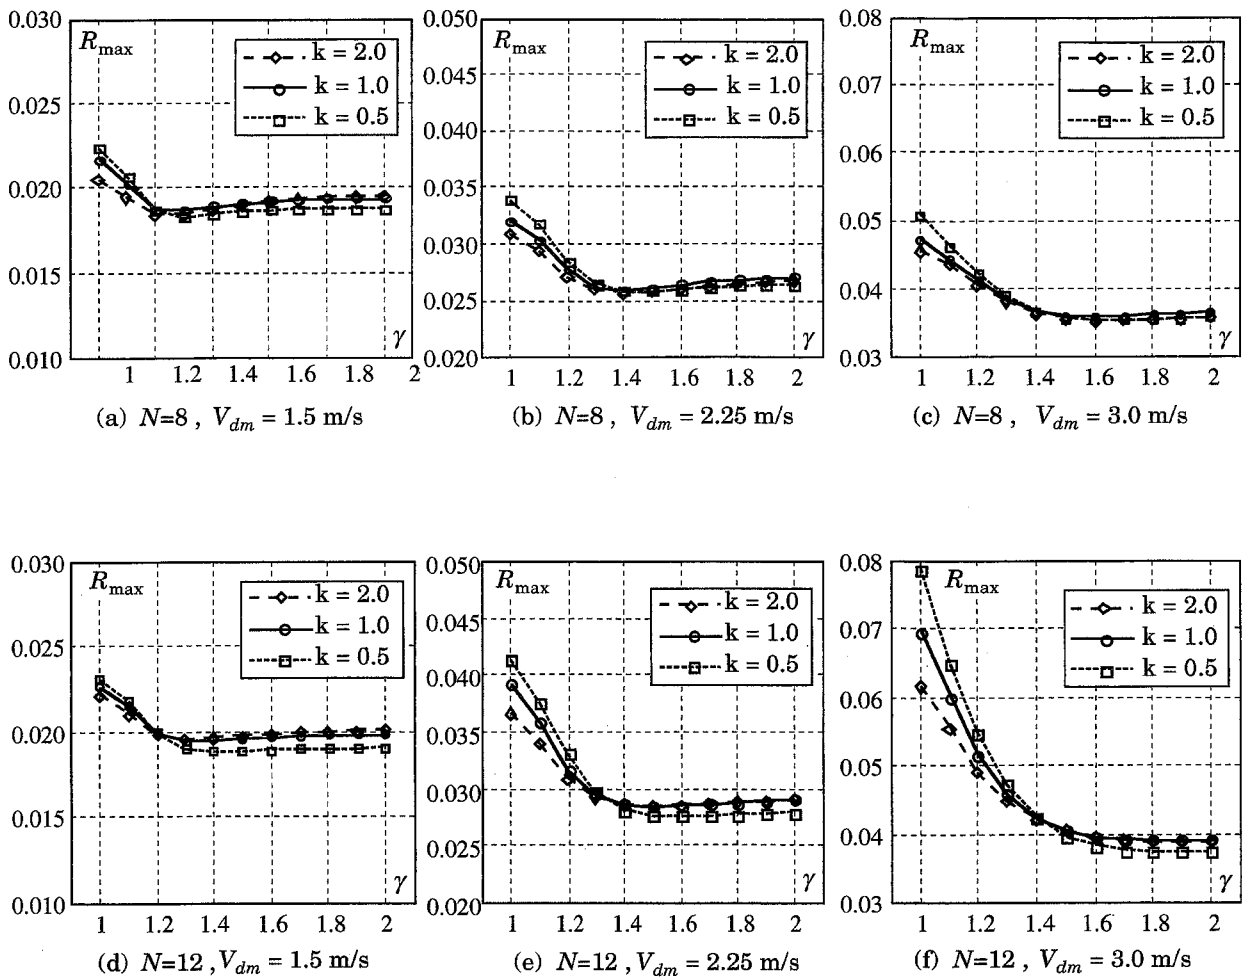 0.030
R_max
k = 2.0
k = 1.0
k = 0.5
0.025
0.020
0.015
0.010
γ
1 1.2 1.4 1.6 1.8 2
(a) N=8 , V_dm = 1.5 m/s
0.050
R_max
k = 2.0
k = 1.0
k = 0.5
0.045
0.040
0.035
0.030
0.025
0.020
γ
1 1.2 1.4 1.6 1.8 2
(b) N=8 , V_dm = 2.25 m/s
0.08
R_max
k = 2.0
k = 1.0
k = 0.5
0.07
0.06
0.05
0.04
0.03
γ
1 1.2 1.4 1.6 1.8 2
(c) N=8 , V_dm = 3.0 m/s
0.030
R_max
k = 2.0
k = 1.0
k = 0.5
0.025
0.020
0.015
0.010
γ
1 1.2 1.4 1.6 1.8 2
(d) N=12 , V_dm = 1.5 m/s
0.050
R_max
k = 2.0
k = 1.0
k = 0.5
0.045
0.040
0.035
0.030
0.025
0.020
γ
1 1.2 1.4 1.6 1.8 2
(e) N=12 , V_dm = 2.25 m/s
0.08
R_max
k = 2.0
k = 1.0
k = 0.5
0.07
0.06
0.05
0.04
0.03
γ
1 1.2 1.4 1.6 1.8 2
(f) N=12 , V_dm = 3.0 m/s